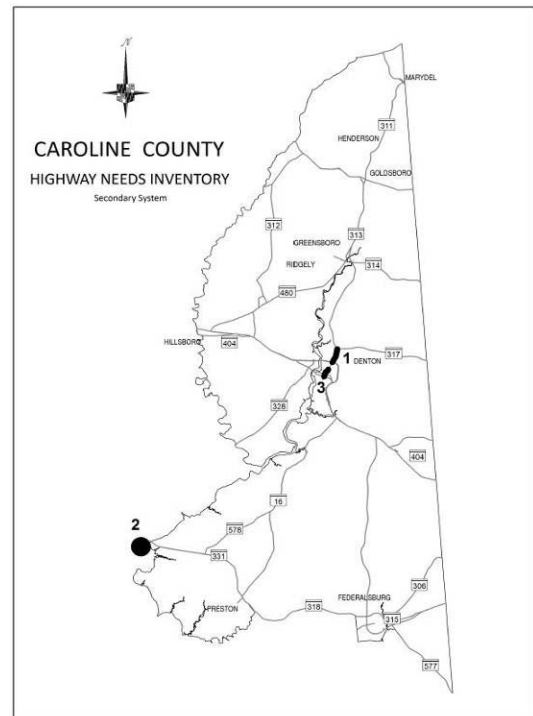 N
CAROLINE COUNTY
HIGHWAY NEEDS INVENTORY
Secondary System
MARYDEL
311
HENDERSON
GOLDSBORO
312
313
GREENSBORO
RIDGELY
314
480
HILLSBORO
404
1
317
DENTON
3
328
404
16
2
578
331
306
FEDERALSBURG
PRESTON
318
315
577